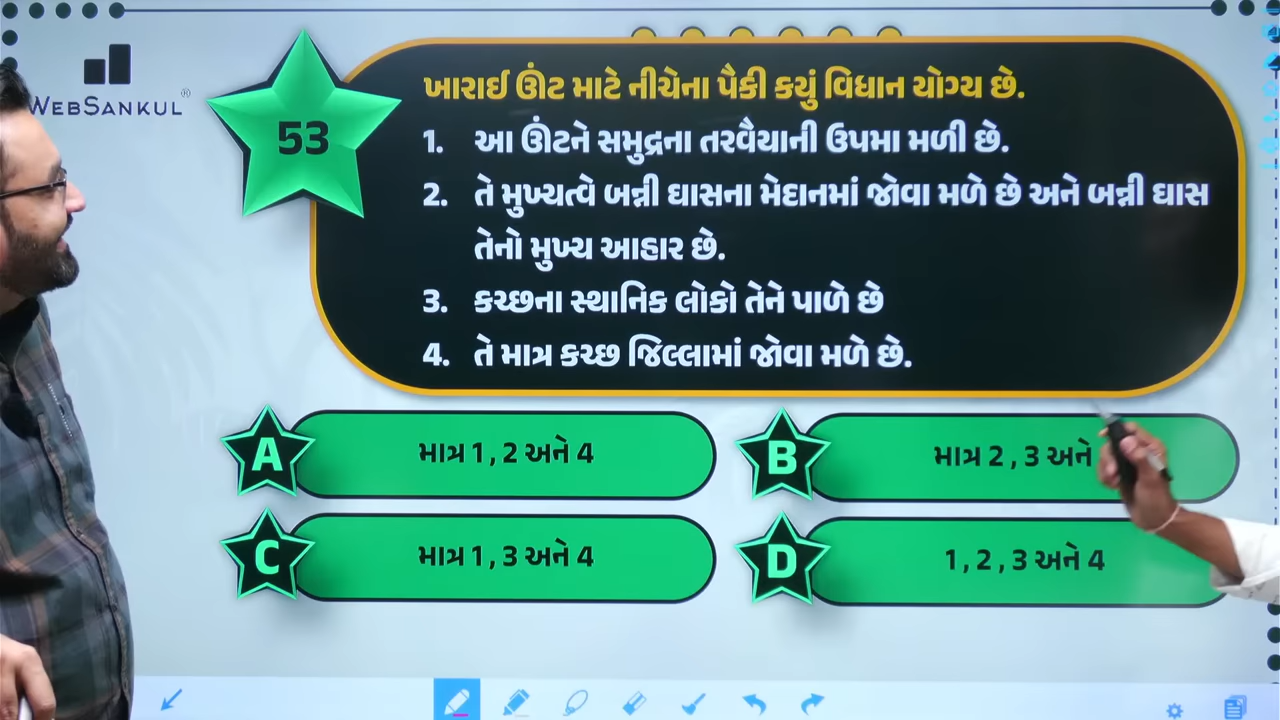 WEBSANKUL®
53
ખારાઈ ઊંટ માટે નીચેના પૈકી કયું વિધાન યોગ્ય છે.
1. આ ઊંટને સમુદ્રના તરવૈયાની ઉપમા મળી છે.
2. તે મુખ્યત્વે બન્ની ઘાસના મેદાનમાં જોવા મળે છે અને બન્ની ઘાસ
તેનો મુખ્ય આહાર છે.
3. કચ્છના સ્થાનિક લોકો તેને પાળે છે
4. તે માત્ર કચ્છ જિલ્લામાં જોવા મળે છે.
A માત્ર 1 , 2 અને 4
B માત્ર 2 , 3 અને
C માત્ર 1 , 3 અને 4
D 1 , 2 , 3 અને 4